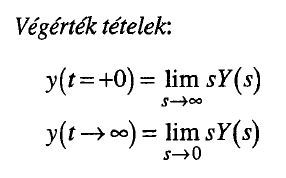 Végérték tételek:
y(t=+0) = lim sY(s)
s→∞
y(t→∞) = lim sY(s)
s→0